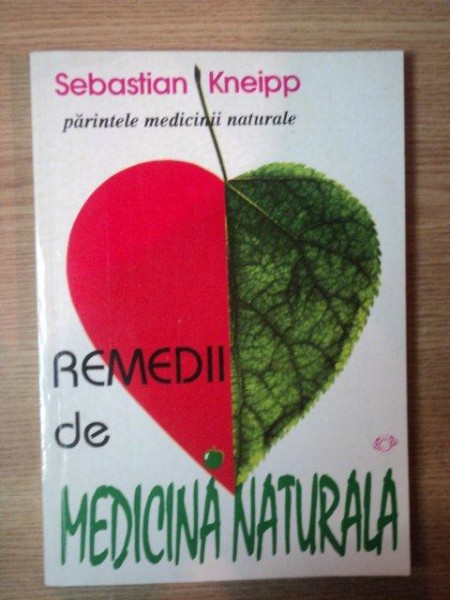 Sebastian Kneipp
părintele medicinii naturale
REMEDII
de
MEDICINA NATURALA